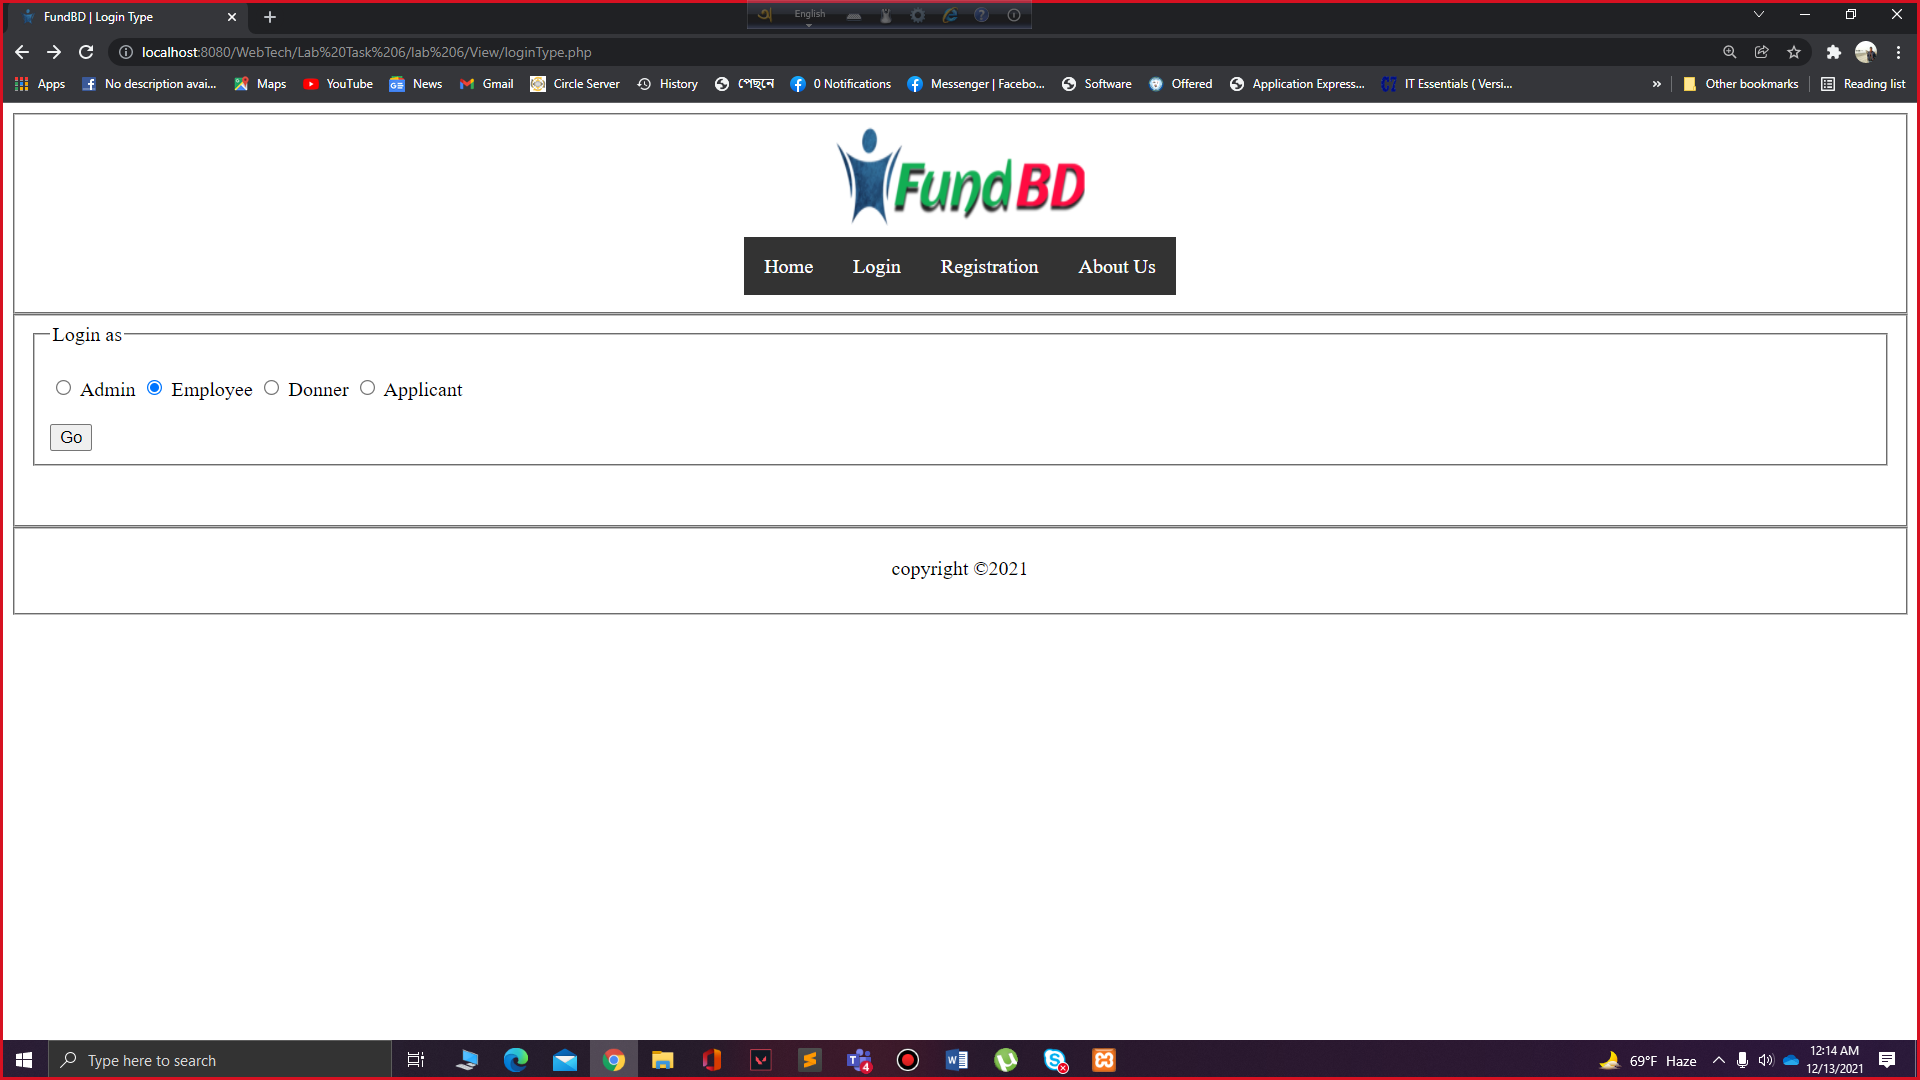 FundBD | Login Type
English
localhost:8080/WebTech/Lab%20Task%206/lab%206/View/loginType.php
Apps No description avai... Maps YouTube News Gmail Circle Server History পেছনে 0 Notifications Messenger | Facebo... Software Offered Application Express... IT Essentials ( Versi... » Other bookmarks Reading list
FundBD
Home Login Registration About Us
Login as
Admin Employee Donner Applicant
Go
copyright ©2021
Type here to search
4
69°F Haze
12:14 AM
12/13/2021